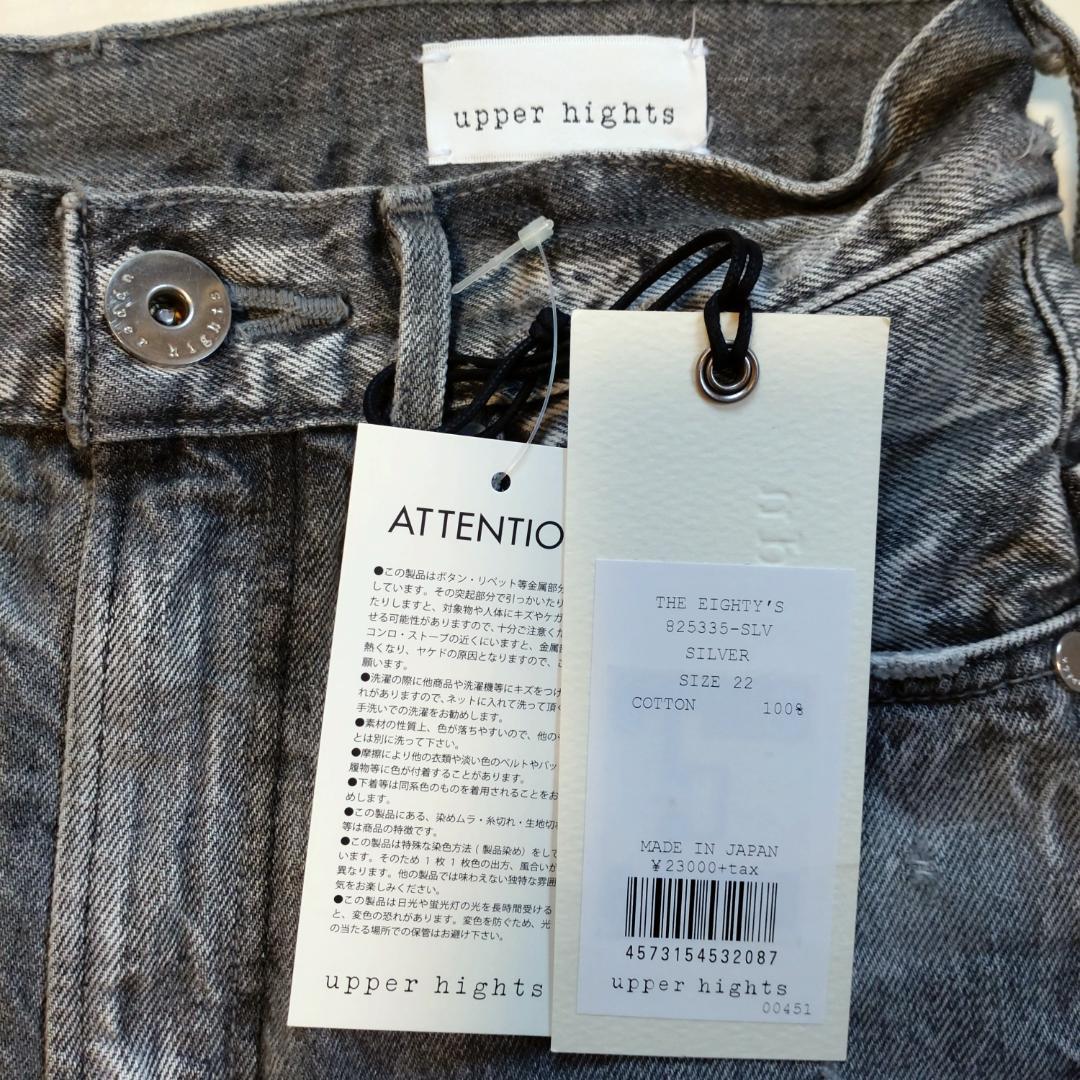 upper hights
upper hights
ATTENTIO
●この製品はボタン・リベット等金属部分
しています。その突起部分で引っかいたり
たりしますと、対象物や人体にキズやケガ
せる可能性がありますので、十分ご注意くだ
コンロ・ストーブの近くにいますと、金属部
熱くなり、ヤケドの原因となりますので、ご
願います。
●洗濯の際に他商品や洗濯機等にキズをつけ
れがありますので、ネットに入れて洗って頂く
手洗いでの洗濯をお勧めします。
●素材の性質上、色が落ちやすいので、他の
とは別に洗って下さい。
●摩擦により他の衣類や淡い色のベルトやバッ
履物等に色が付着することがあります。
●下着等は同系色のものを着用されることをお
めします。
●この製品にある、染めムラ・糸切れ・生地切れ
等は商品の特徴です。
●この製品は特殊な染色方法(製品染め)をして
います。そのため1枚1枚色の出方、風合いが
異なります。他の製品では味わえない独特な雰囲
気をお楽しみください。
●この製品は日光や蛍光灯の光を長時間受ける
と、変色の恐れがあります。変色を防ぐため、光
の当たる場所での保管はお避け下さい。
upper hights
THE EIGHTY'S
825335-SLV
SILVER
SIZE 22
COTTON 100%
MADE IN JAPAN
¥23000+tax
4573154532087
upper hights
00451